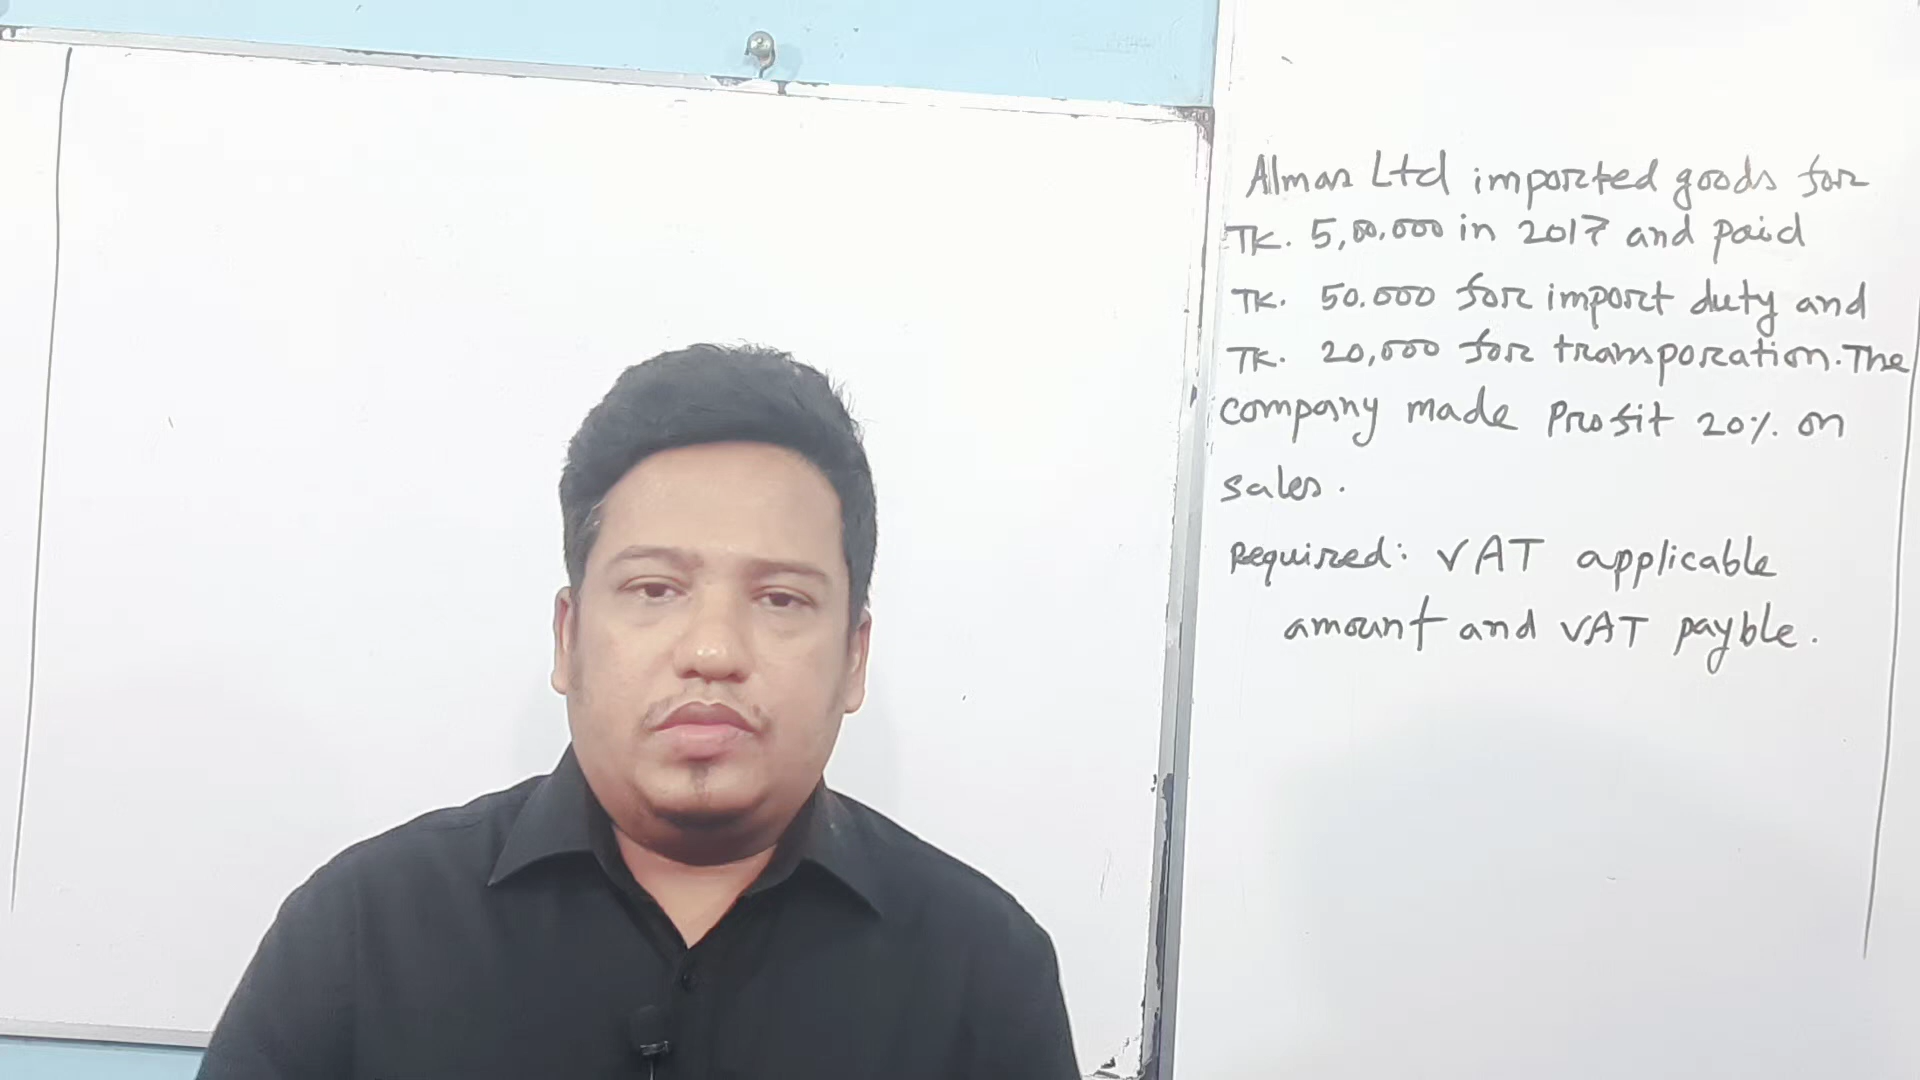 Almas Ltd imported goods for
TK. 5,00,000 in 2017 and paid
TK. 50.000 for import duty and
TK. 20,000 for transporation. The
company made Profit 20% on
sales.
Required: VAT applicable
amount and VAT payble.